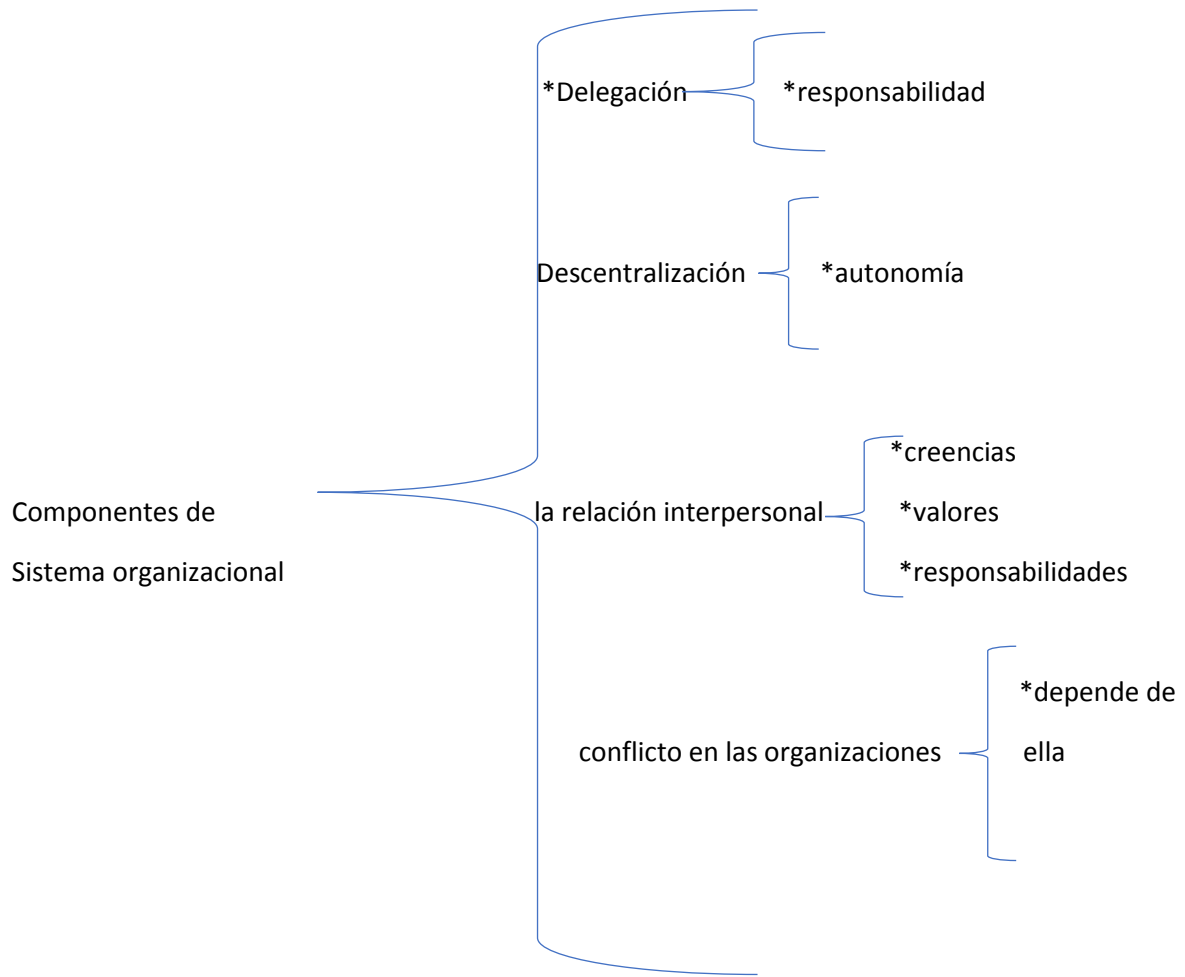 *Delegación *responsabilidad
Descentralización *autonomía
*creencias
Componentes de la relación interpersonal *valores
Sistema organizacional *responsabilidades
*depende de
conflicto en las organizaciones ella